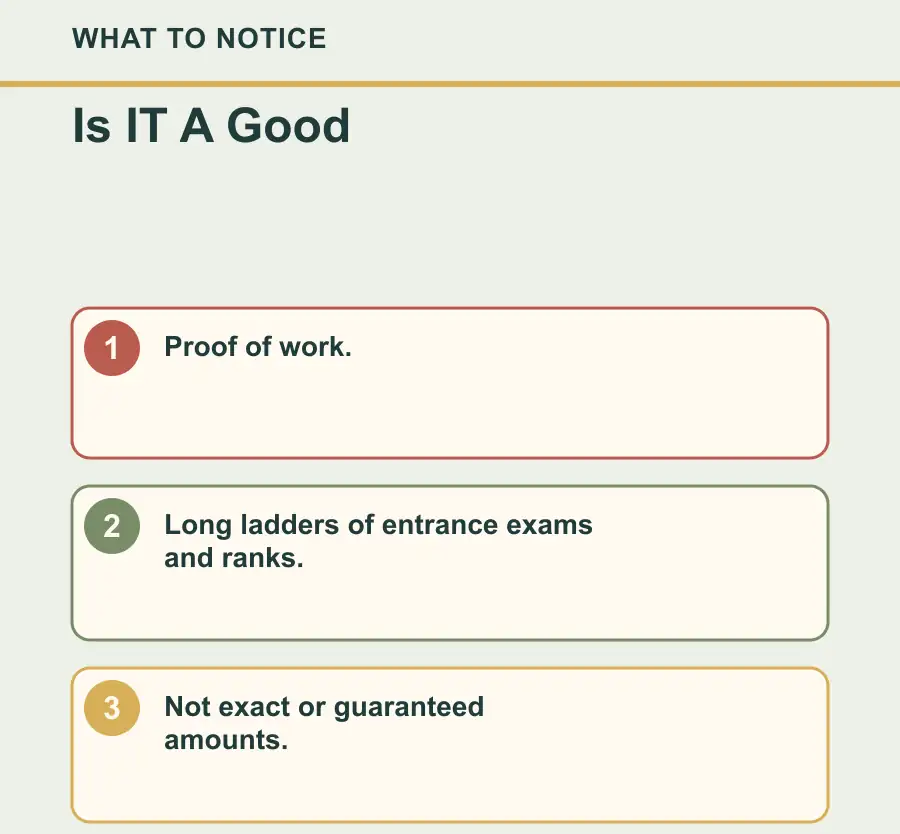 WHAT TO NOTICE
Is IT A Good
1
Proof of work.
2
Long ladders of entrance exams
and ranks.
3
Not exact or guaranteed
amounts.